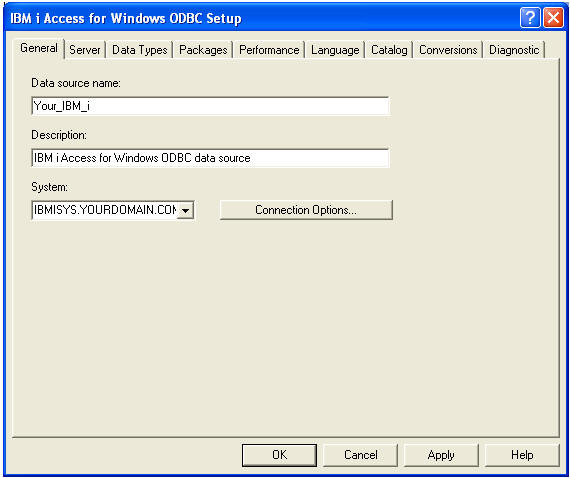 IBM i Access for Windows ODBC Setup
General Server Data Types Packages Performance Language Catalog Conversions Diagnostic
Data source name:
Your_IBM_i
Description:
IBM i Access for Windows ODBC data source
System:
IBMISYS.YOURDOMAIN.COM Connection Options...
OK Cancel Apply Help